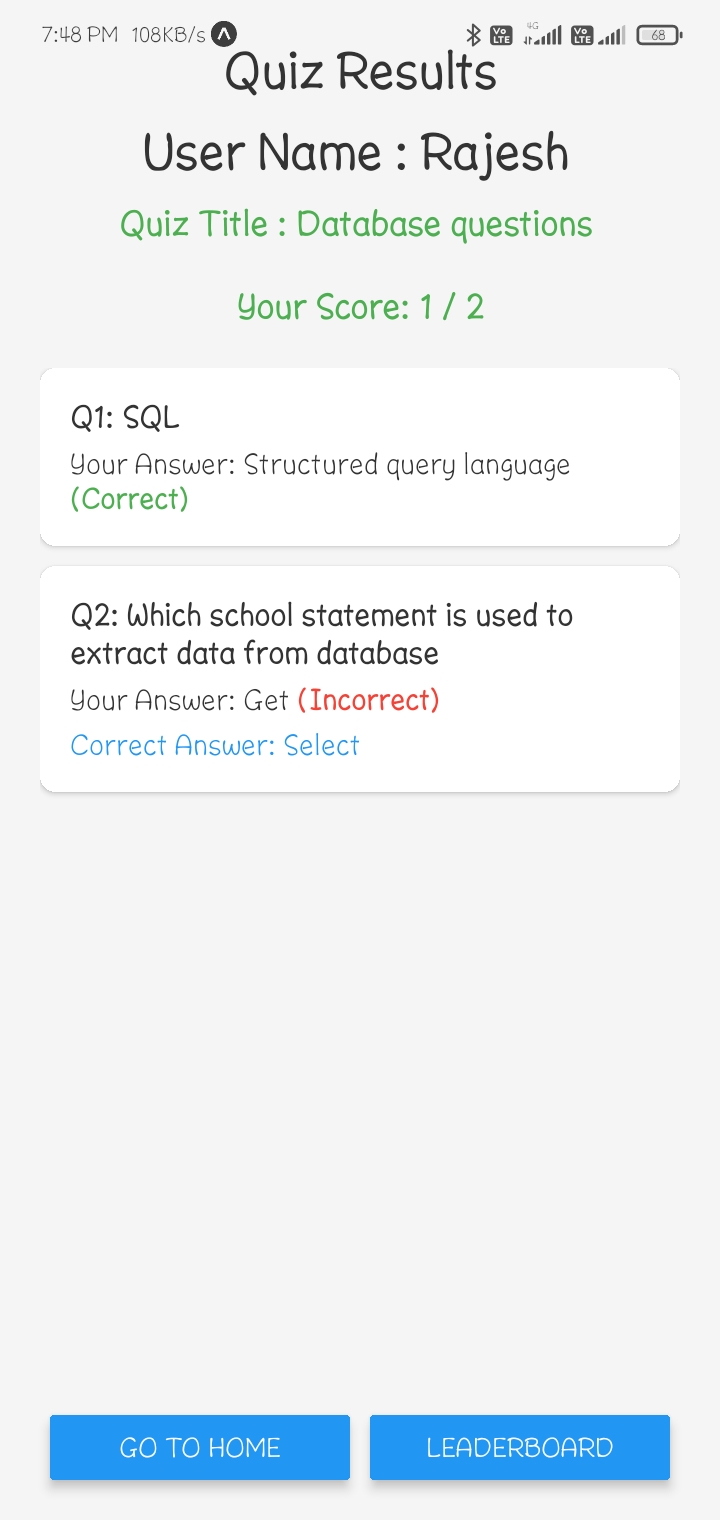 7:48 PM 108KB/s
Vo LTE 4G Vo LTE 68
Quiz Results
User Name : Rajesh
Quiz Title : Database questions
Your Score: 1 / 2
Q1: SQL
Your Answer: Structured query language
(Correct)
Q2: Which school statement is used to
extract data from database
Your Answer: Get (Incorrect)
Correct Answer: Select
GO TO HOME
LEADERBOARD